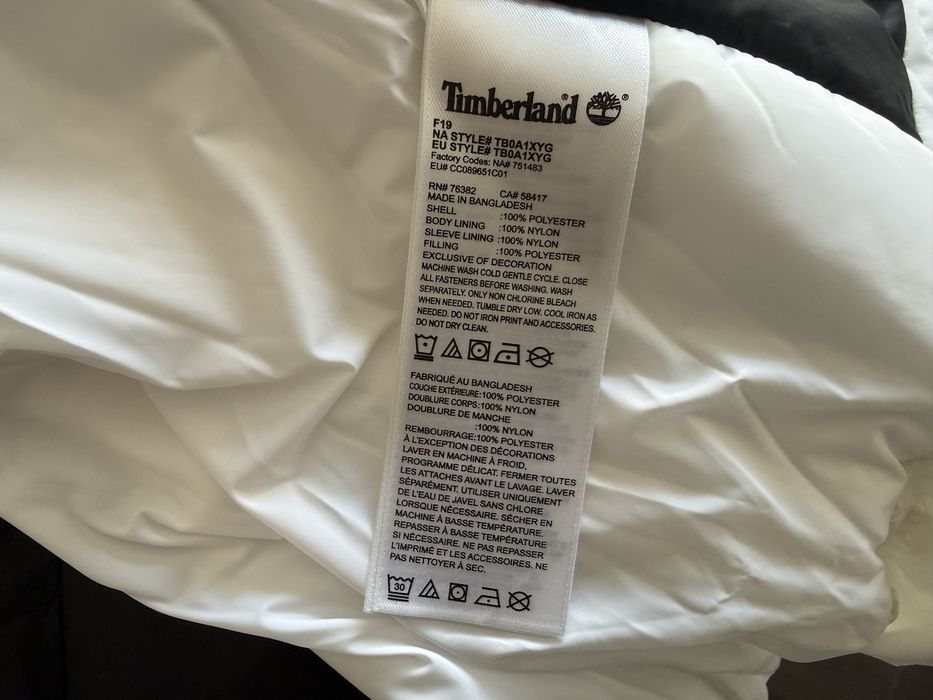 Timberland® ®
F19
NA STYLE# TB0A1XYG
EU STYLE# TB0A1XYG
Factory Codes: NA# 751483
EU# CC089651C01
RN# 76382 CA# 58417
MADE IN BANGLADESH
SHELL :100% POLYESTER
BODY LINING :100% NYLON
SLEEVE LINING :100% NYLON
FILLING :100% POLYESTER
EXCLUSIVE OF DECORATION
MACHINE WASH COLD GENTLE CYCLE. CLOSE
ALL FASTENERS BEFORE WASHING. WASH
SEPARATELY. ONLY NON CHLORINE BLEACH
WHEN NEEDED. TUMBLE DRY LOW. COOL IRON AS
NEEDED. DO NOT IRON PRINT AND ACCESSORIES.
DO NOT DRY CLEAN.
FABRIQUÉ AU BANGLADESH
COUCHE EXTÉRIEURE:100% POLYESTER
DOUBLURE CORPS:100% NYLON
DOUBLURE DE MANCHE
:100% NYLON
REMBOURRAGE:100% POLYESTER
À L'EXCEPTION DES DÉCORATIONS
LAVER EN MACHINE À FROID,
PROGRAMME DÉLICAT. FERMER TOUTES
LES ATTACHES AVANT LE LAVAGE. LAVER
SÉPARÉMENT. UTILISER UNIQUEMENT
DE L'EAU DE JAVEL SANS CHLORE
LORSQUE NÉCESSAIRE. SÉCHER EN
MACHINE À BASSE TEMPÉRATURE.
REPASSER À BASSE TEMPÉRATURE
SI NÉCESSAIRE. NE PAS REPASSER
L'IMPRIMÉ ET LES ACCESSOIRES. NE
PAS NETTOYER À SEC.
30